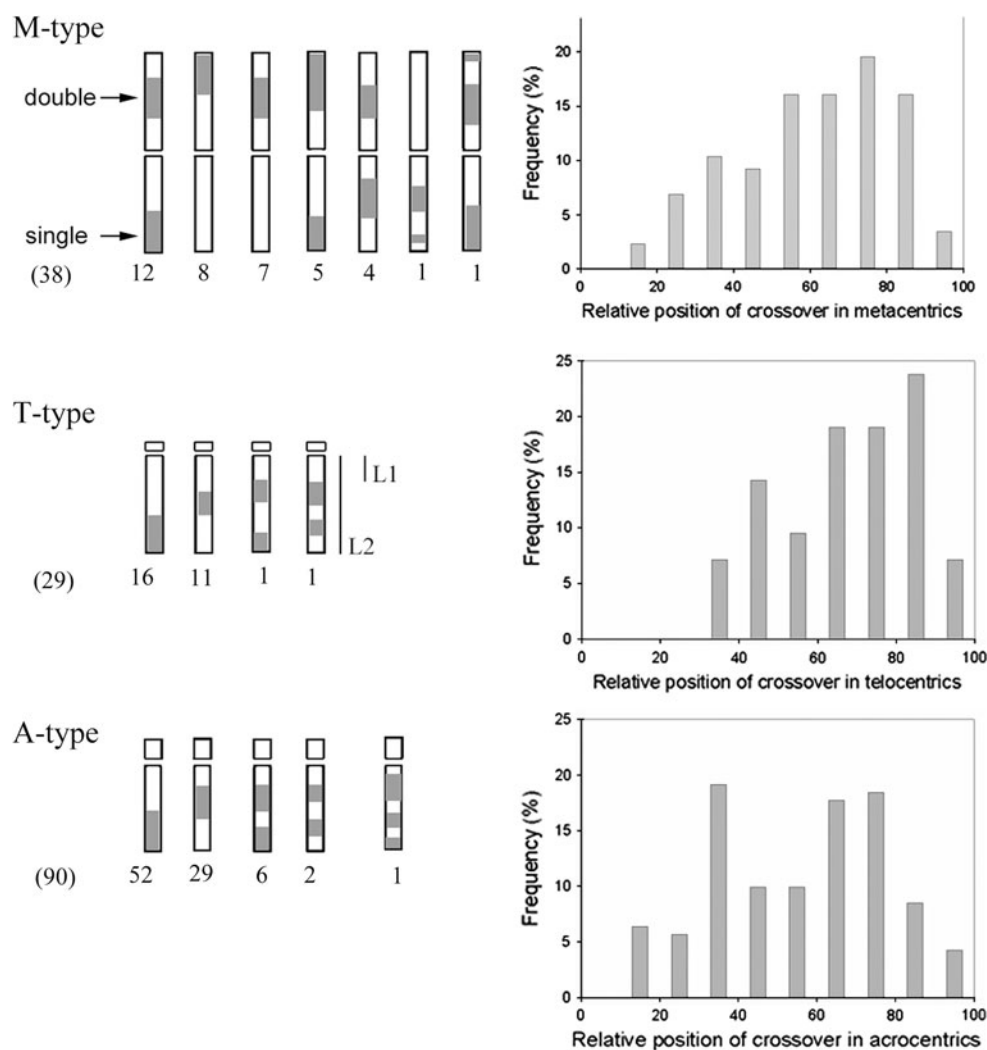 M-type
double
single
(38) 12 8 7 5 4 1 1
Frequency (%)
20
15
10
5
0
20 40 60 80 100
Relative position of crossover in metacentrics
T-type
L1
L2
(29) 16 11 1 1
Frequency (%)
25
20
15
10
5
0
0 20 40 60 80 100
Relative position of crossover in telocentrics
A-type
(90) 52 29 6 2 1
Frequency (%)
25
20
15
10
5
0
0 20 40 60 80 100
Relative position of crossover in acrocentrics